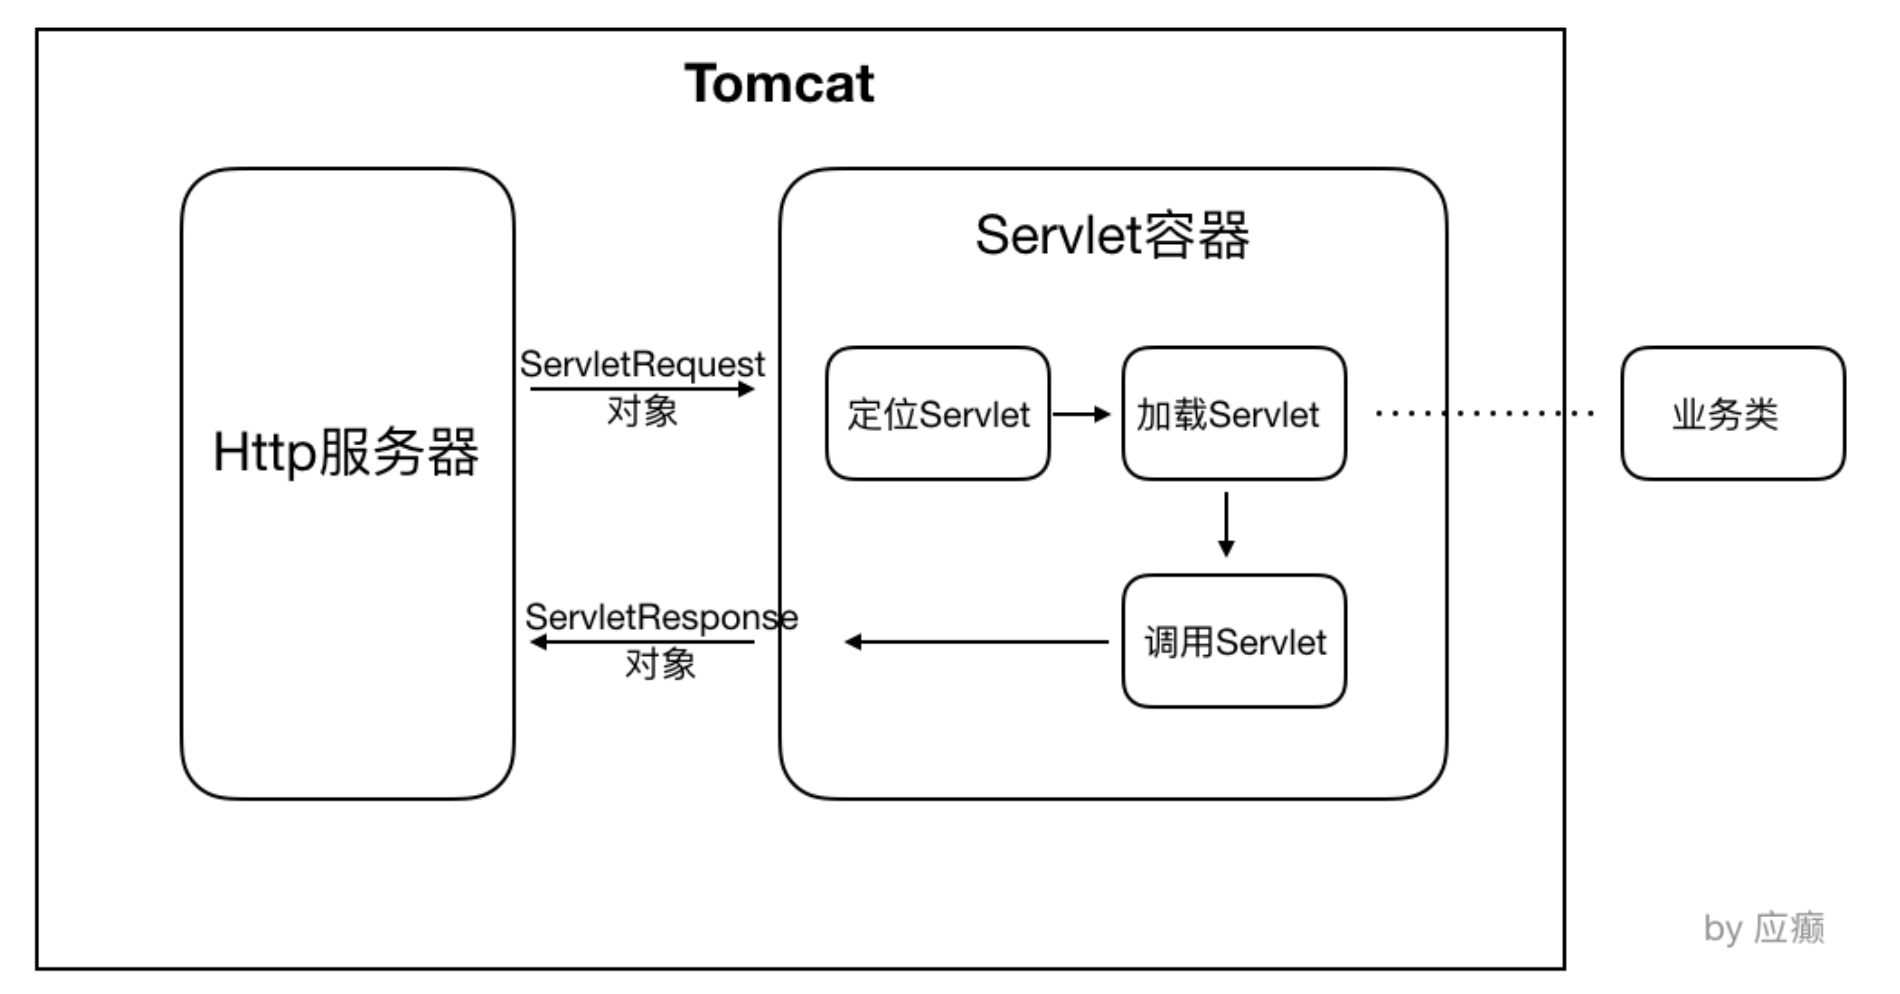 Tomcat
Servlet容器
Http服务器
ServletRequest
对象
定位Servlet
加载Servlet
业务类
ServletResponse
对象
调用Servlet
by 应癫